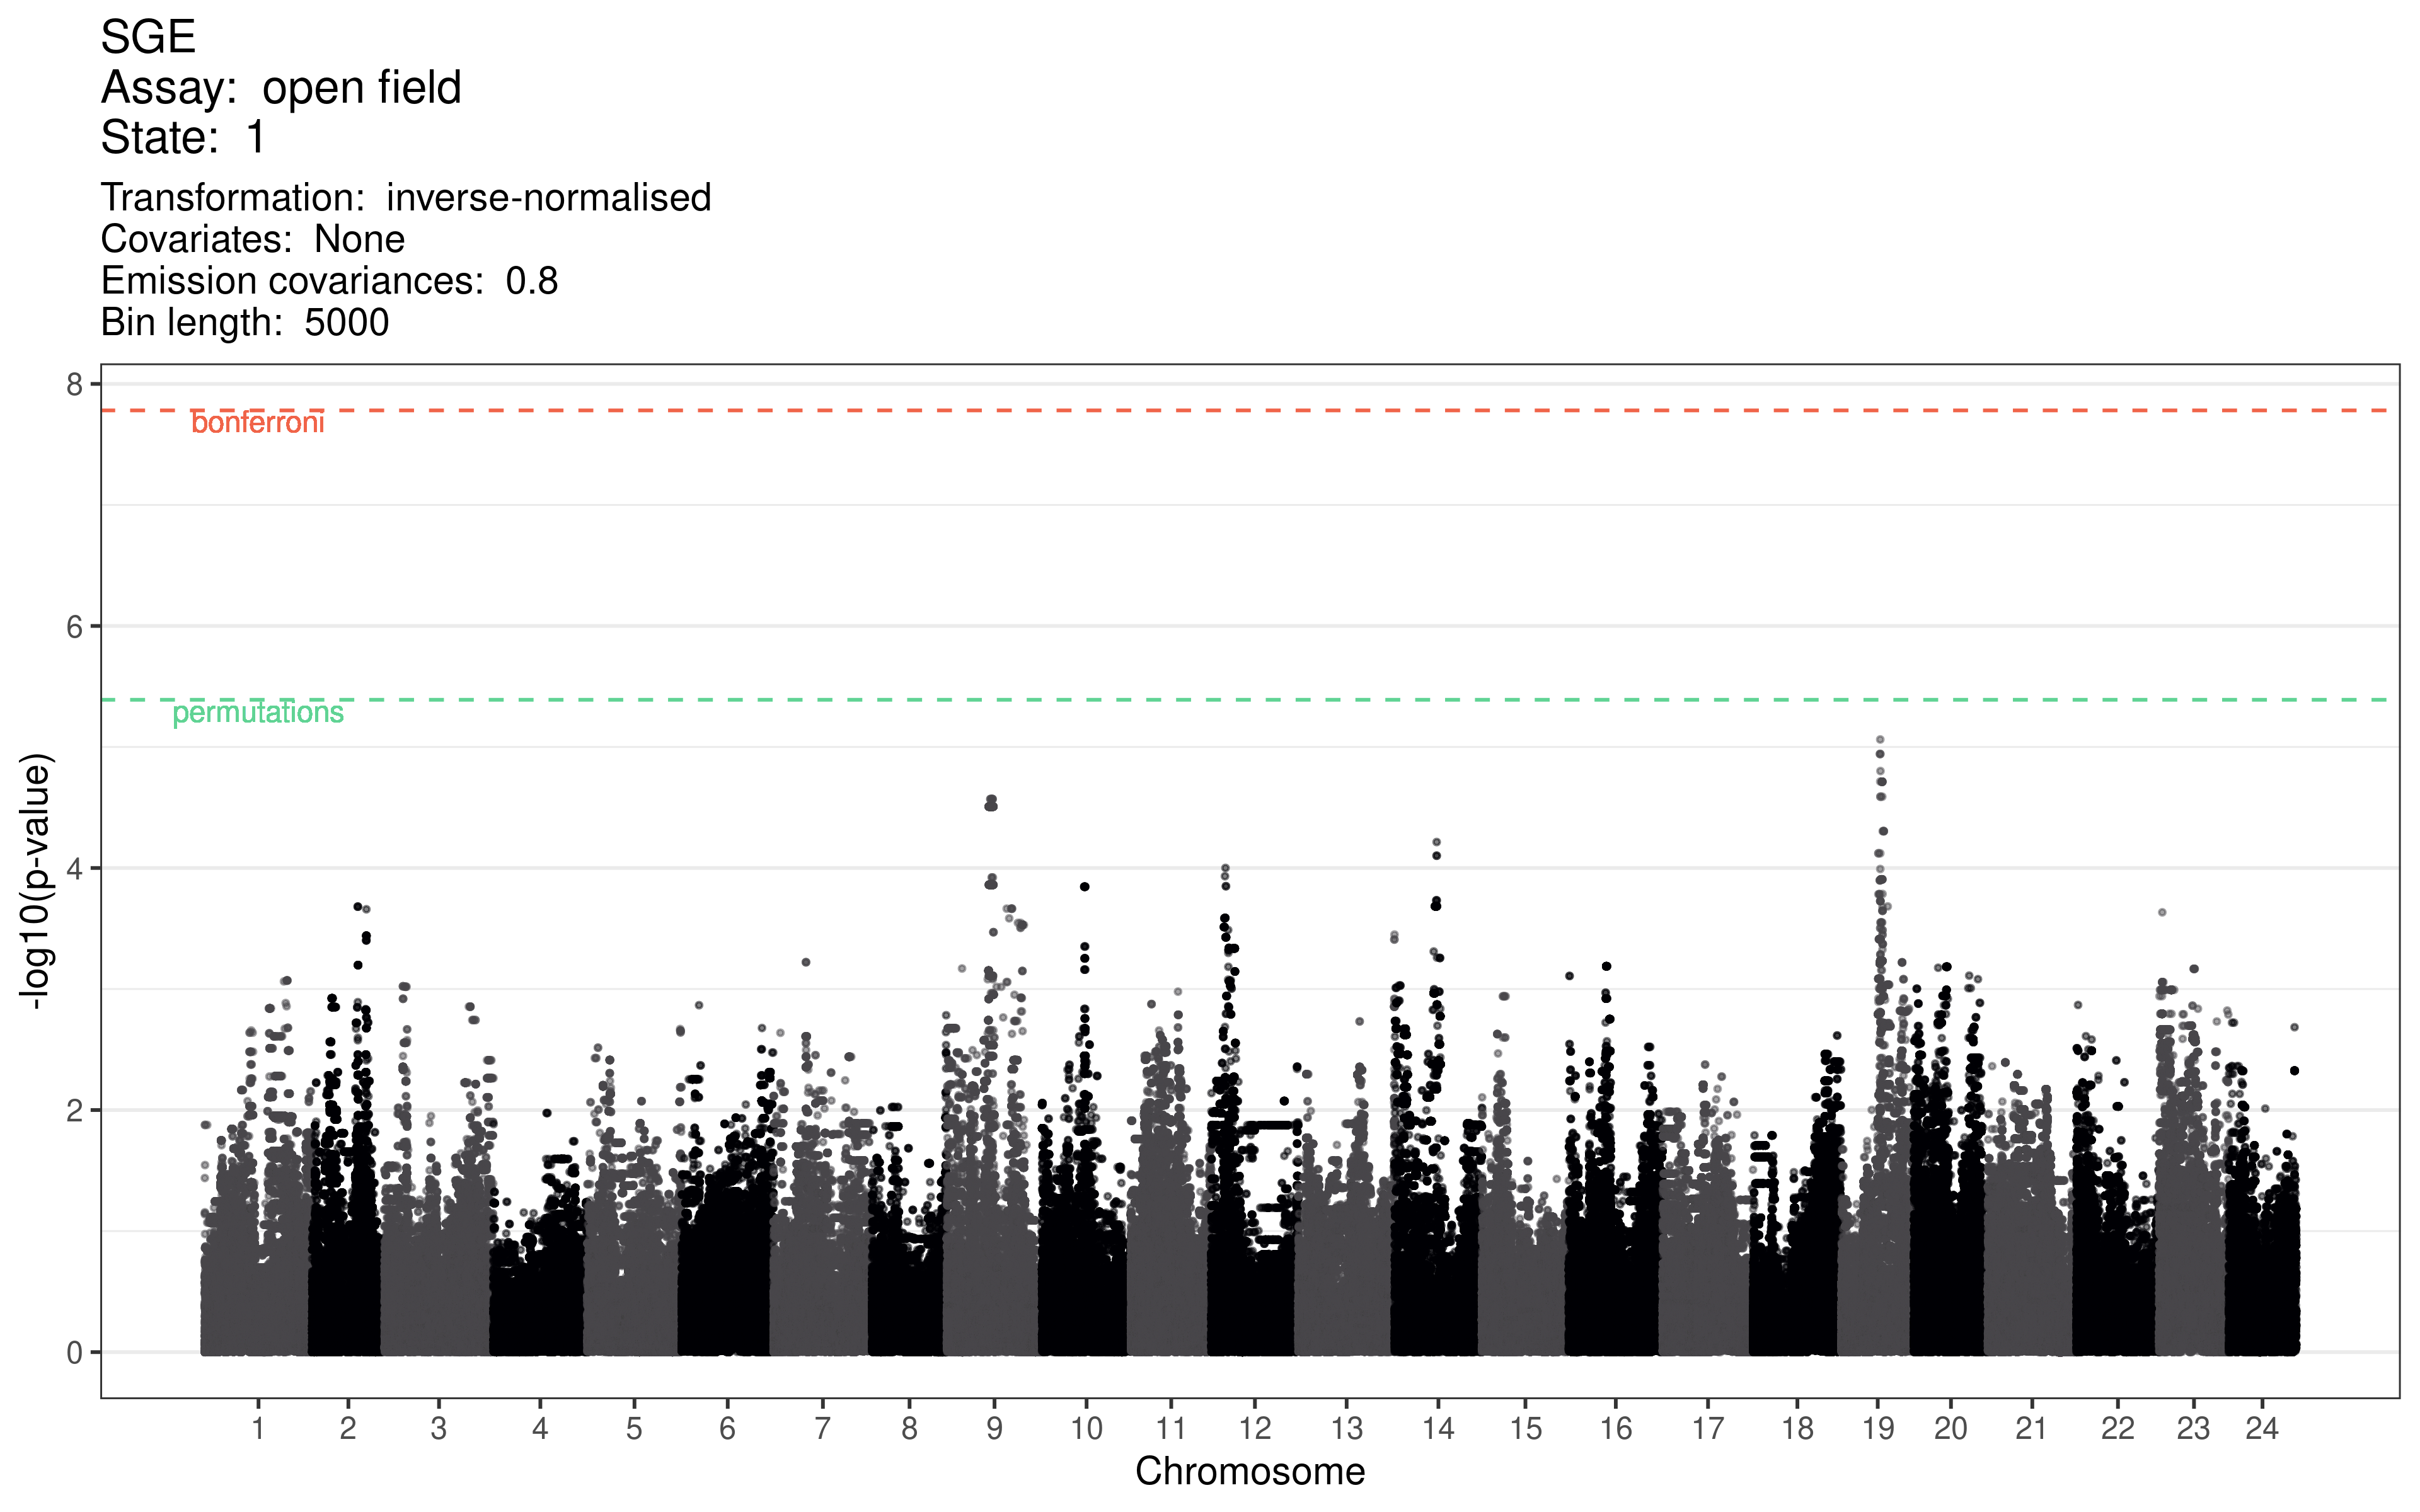 SGE
Assay:  open field
State:  1
Transformation:  inverse-normalised
Covariates:  None
Emission covariances:  0.8
Bin length:  5000
8
bonferroni
6
permutations
4
2
0
-log10(p-value)
1 2 3 4 5 6 7 8 9 10 11 12 13 14 15 16 17 18 19 20 21 22 23 24
Chromosome